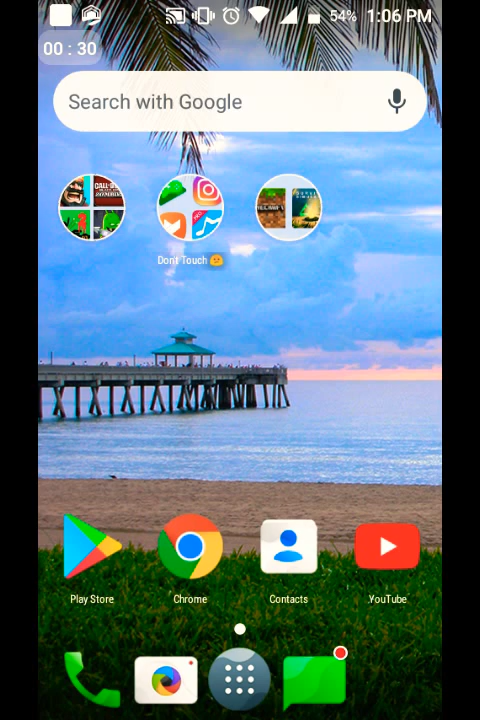 54% 1:06 PM
00 : 30
Search with Google
Don't Touch
Play Store
Chrome
Contacts
YouTube